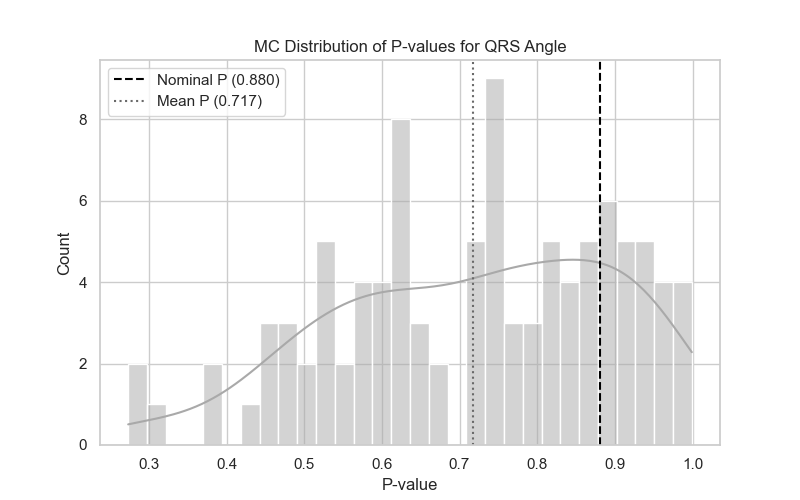 MC Distribution of P-values for QRS Angle
Nominal P (0.880)
Mean P (0.717)
Count
8
6
4
2
0
0.3 0.4 0.5 0.6 0.7 0.8 0.9 1.0
P-value